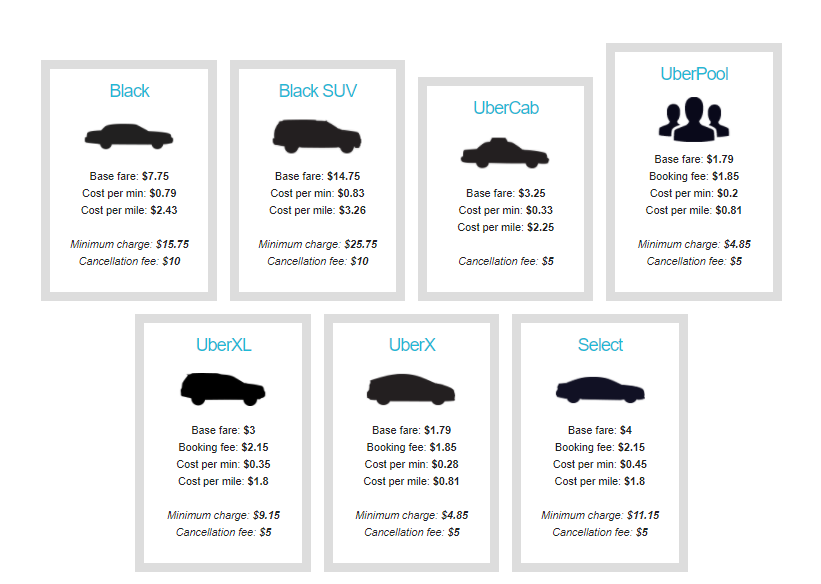 Black
Base fare: $7.75
Cost per min: $0.79
Cost per mile: $2.43
Minimum charge: $15.75
Cancellation fee: $10
Black SUV
Base fare: $14.75
Cost per min: $0.83
Cost per mile: $3.26
Minimum charge: $25.75
Cancellation fee: $10
UberCab
Base fare: $3.25
Cost per min: $0.33
Cost per mile: $2.25
Cancellation fee: $5
UberPool
Base fare: $1.79
Booking fee: $1.85
Cost per min: $0.2
Cost per mile: $0.81
Minimum charge: $4.85
Cancellation fee: $5
UberXL
Base fare: $3
Booking fee: $2.15
Cost per min: $0.35
Cost per mile: $1.8
Minimum charge: $9.15
Cancellation fee: $5
UberX
Base fare: $1.79
Booking fee: $1.85
Cost per min: $0.28
Cost per mile: $0.81
Minimum charge: $4.85
Cancellation fee: $5
Select
Base fare: $4
Booking fee: $2.15
Cost per min: $0.45
Cost per mile: $1.8
Minimum charge: $11.15
Cancellation fee: $5